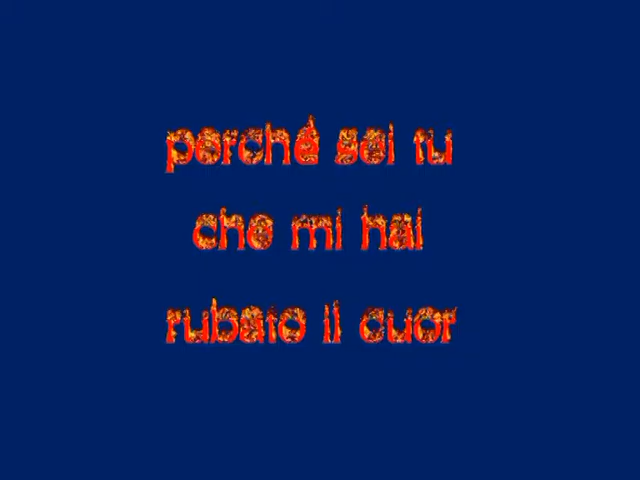 perché sei tu
che mi hai
rubato il cuor